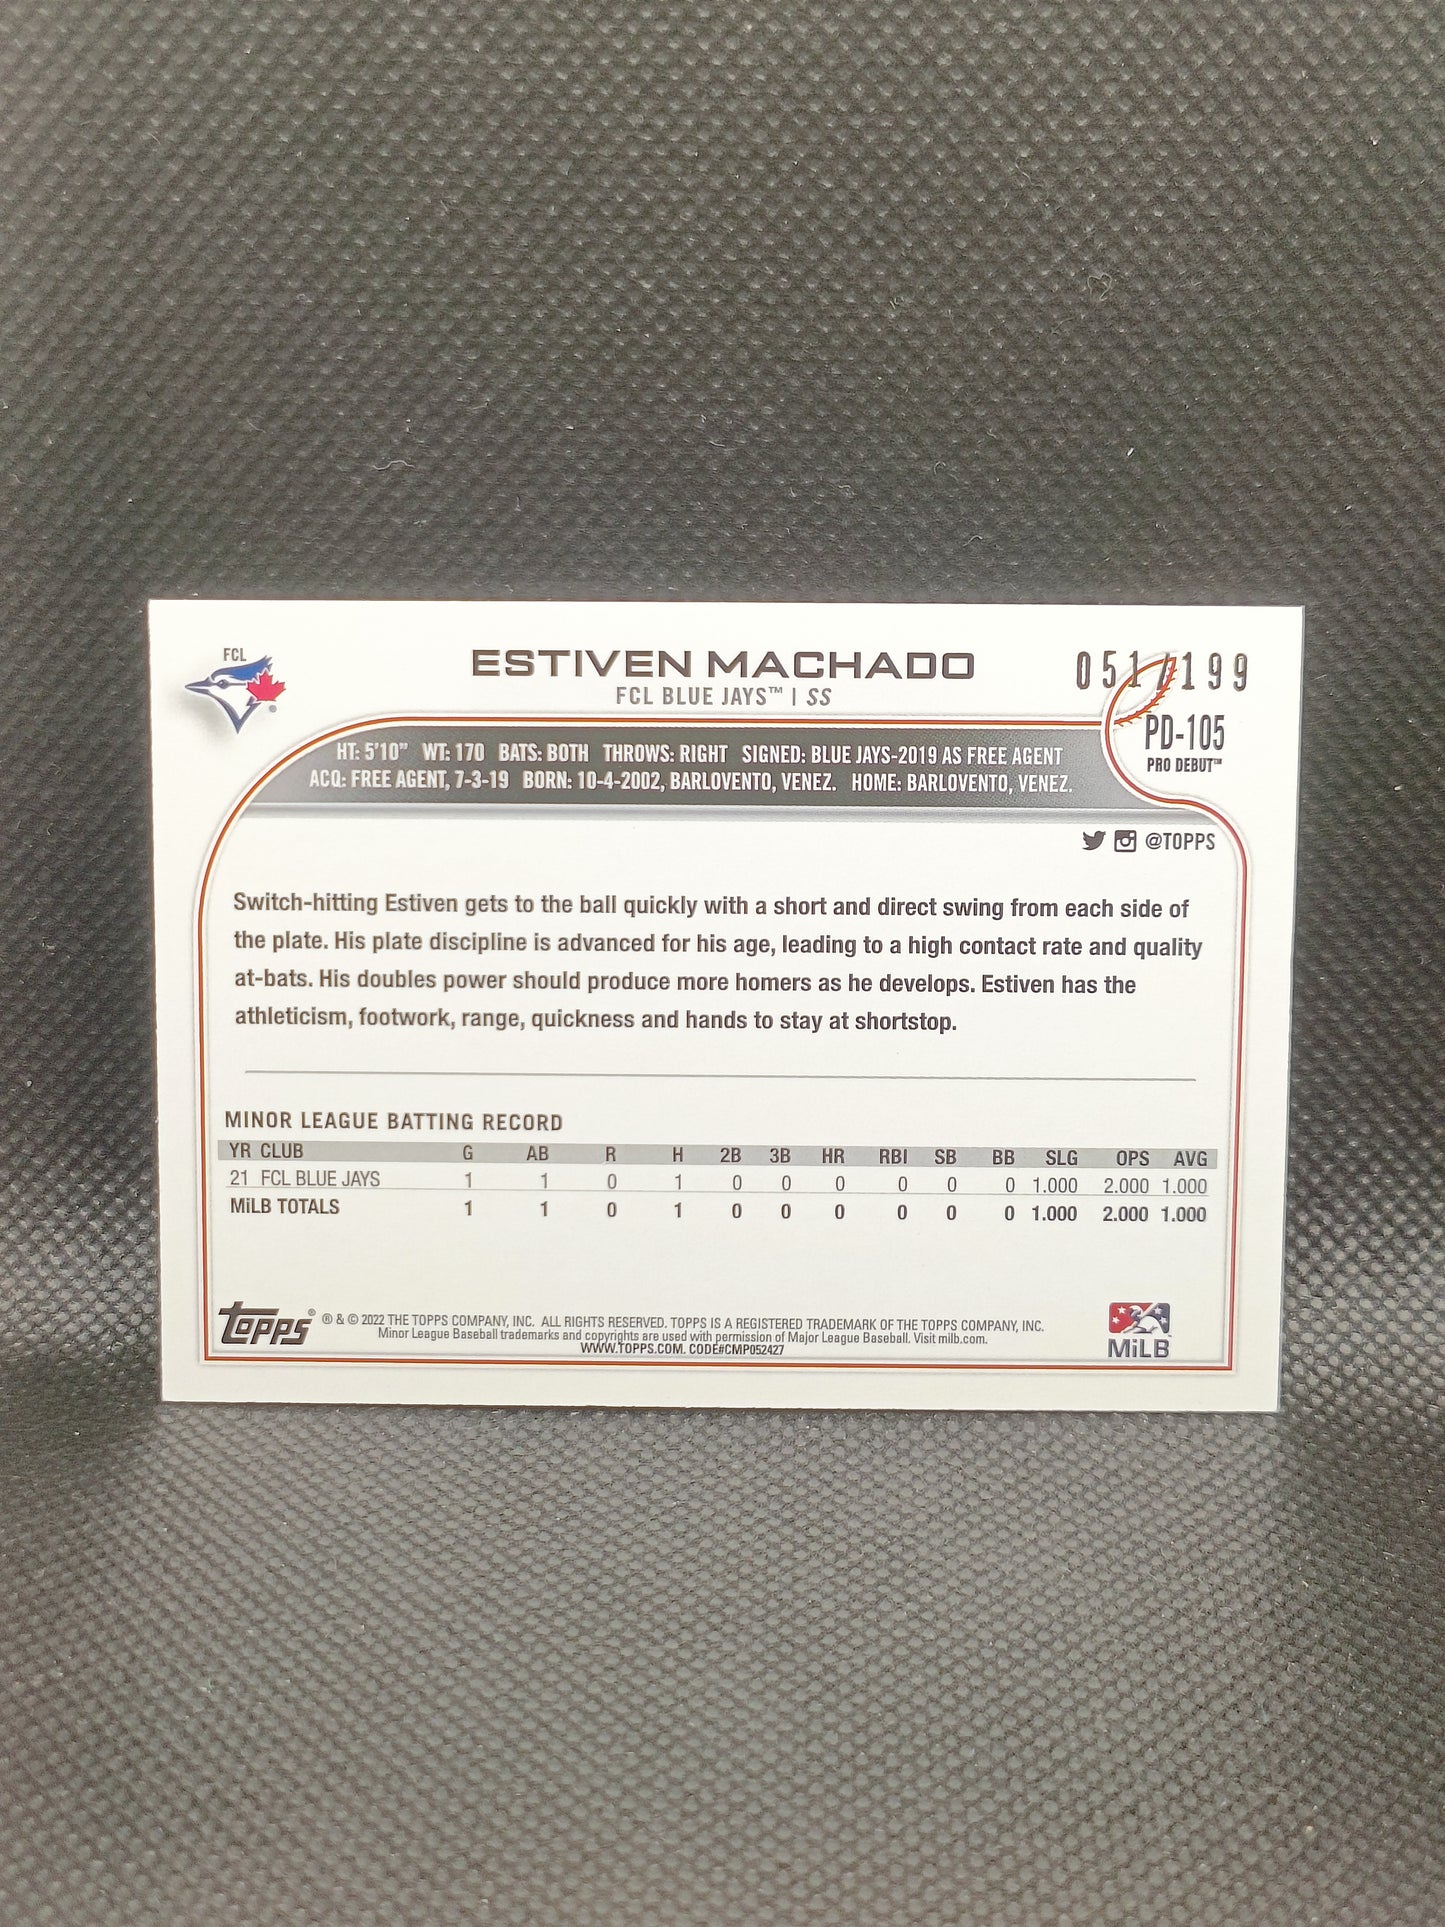 FCL
ESTIVEN MACHADO
051/199
FCL BLUE JAYS™ | SS
PD-105
PRO DEBUT™
HT: 5'10" WT: 170 BATS: BOTH THROWS: RIGHT SIGNED: BLUE JAYS-2019 AS FREE AGENT
ACQ: FREE AGENT, 7-3-19 BORN: 10-4-2002, BARLOVENTO, VENEZ. HOME: BARLOVENTO, VENEZ.
@TOPPS
Switch-hitting Estiven gets to the ball quickly with a short and direct swing from each side of
the plate. His plate discipline is advanced for his age, leading to a high contact rate and quality
at-bats. His doubles power should produce more homers as he develops. Estiven has the
athleticism, footwork, range, quickness and hands to stay at shortstop.
MINOR LEAGUE BATTING RECORD
YR CLUB G AB R H 2B 3B HR RBI SB BB SLG OPS AVG
21 FCL BLUE JAYS 1 1 0 1 0 0 0 0 0 0 1.000 2.000 1.000
MiLB TOTALS 1 1 0 1 0 0 0 0 0 0 1.000 2.000 1.000
TOPPS® ® & © 2022 THE TOPPS COMPANY, INC. ALL RIGHTS RESERVED. TOPPS IS A REGISTERED TRADEMARK OF THE TOPPS COMPANY, INC.
Minor League Baseball trademarks and copyrights are used with permission of Major League Baseball. Visit milb.com.
WWW.TOPPS.COM. CODE#CMP052427
MiLB